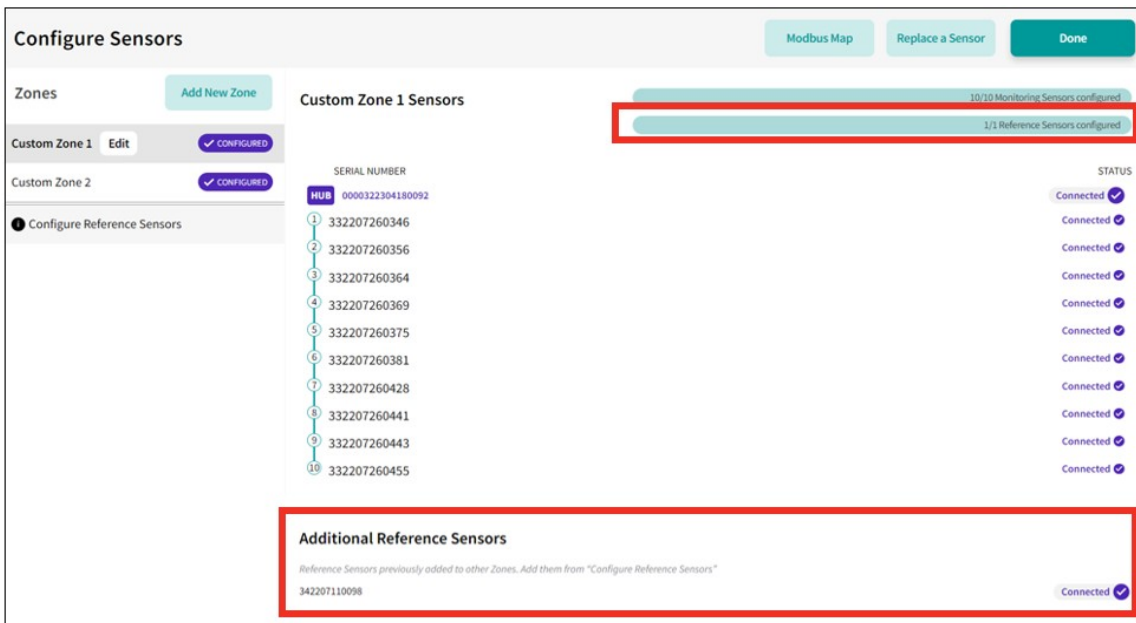 Configure Sensors
Modbus Map
Replace a Sensor
Done
Zones
Add New Zone
Custom Zone 1 Edit CONFIGURED
Custom Zone 2 CONFIGURED
Configure Reference Sensors
Custom Zone 1 Sensors
10/10 Monitoring Sensors configured
1/1 Reference Sensors configured
SERIAL NUMBER STATUS
HUB 0000322304180092 Connected
1 332207260346 Connected
2 332207260356 Connected
3 332207260364 Connected
4 332207260369 Connected
5 332207260375 Connected
6 332207260381 Connected
7 332207260428 Connected
8 332207260441 Connected
9 332207260443 Connected
10 332207260455 Connected
Additional Reference Sensors
Reference Sensors previously added to other Zones. Add them from "Configure Reference Sensors"
342207110098 Connected